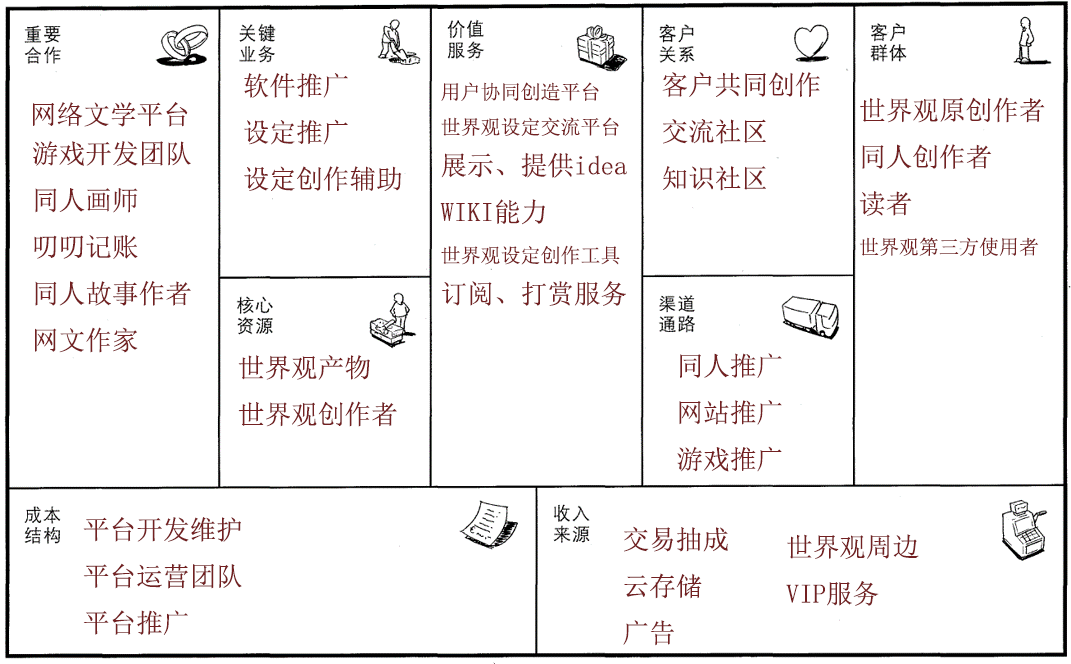 重要
合作
网络文学平台
游戏开发团队
同人画师
叨叨记账
同人故事作者
网文作家
关键
业务
软件推广
设定推广
设定创作辅助
核心
资源
世界观产物
世界观创作者
价值
服务
用户协同创造平台
世界观设定交流平台
展示、提供idea
WIKI能力
世界观设定创作工具
订阅、打赏服务
客户
关系
客户共同创作
交流社区
知识社区
渠道
通路
同人推广
网站推广
游戏推广
客户
群体
世界观原创作者
同人创作者
读者
世界观第三方使用者
成本
结构
平台开发维护
平台运营团队
平台推广
收入
来源
交易抽成
云存储
广告
世界观周边
VIP服务